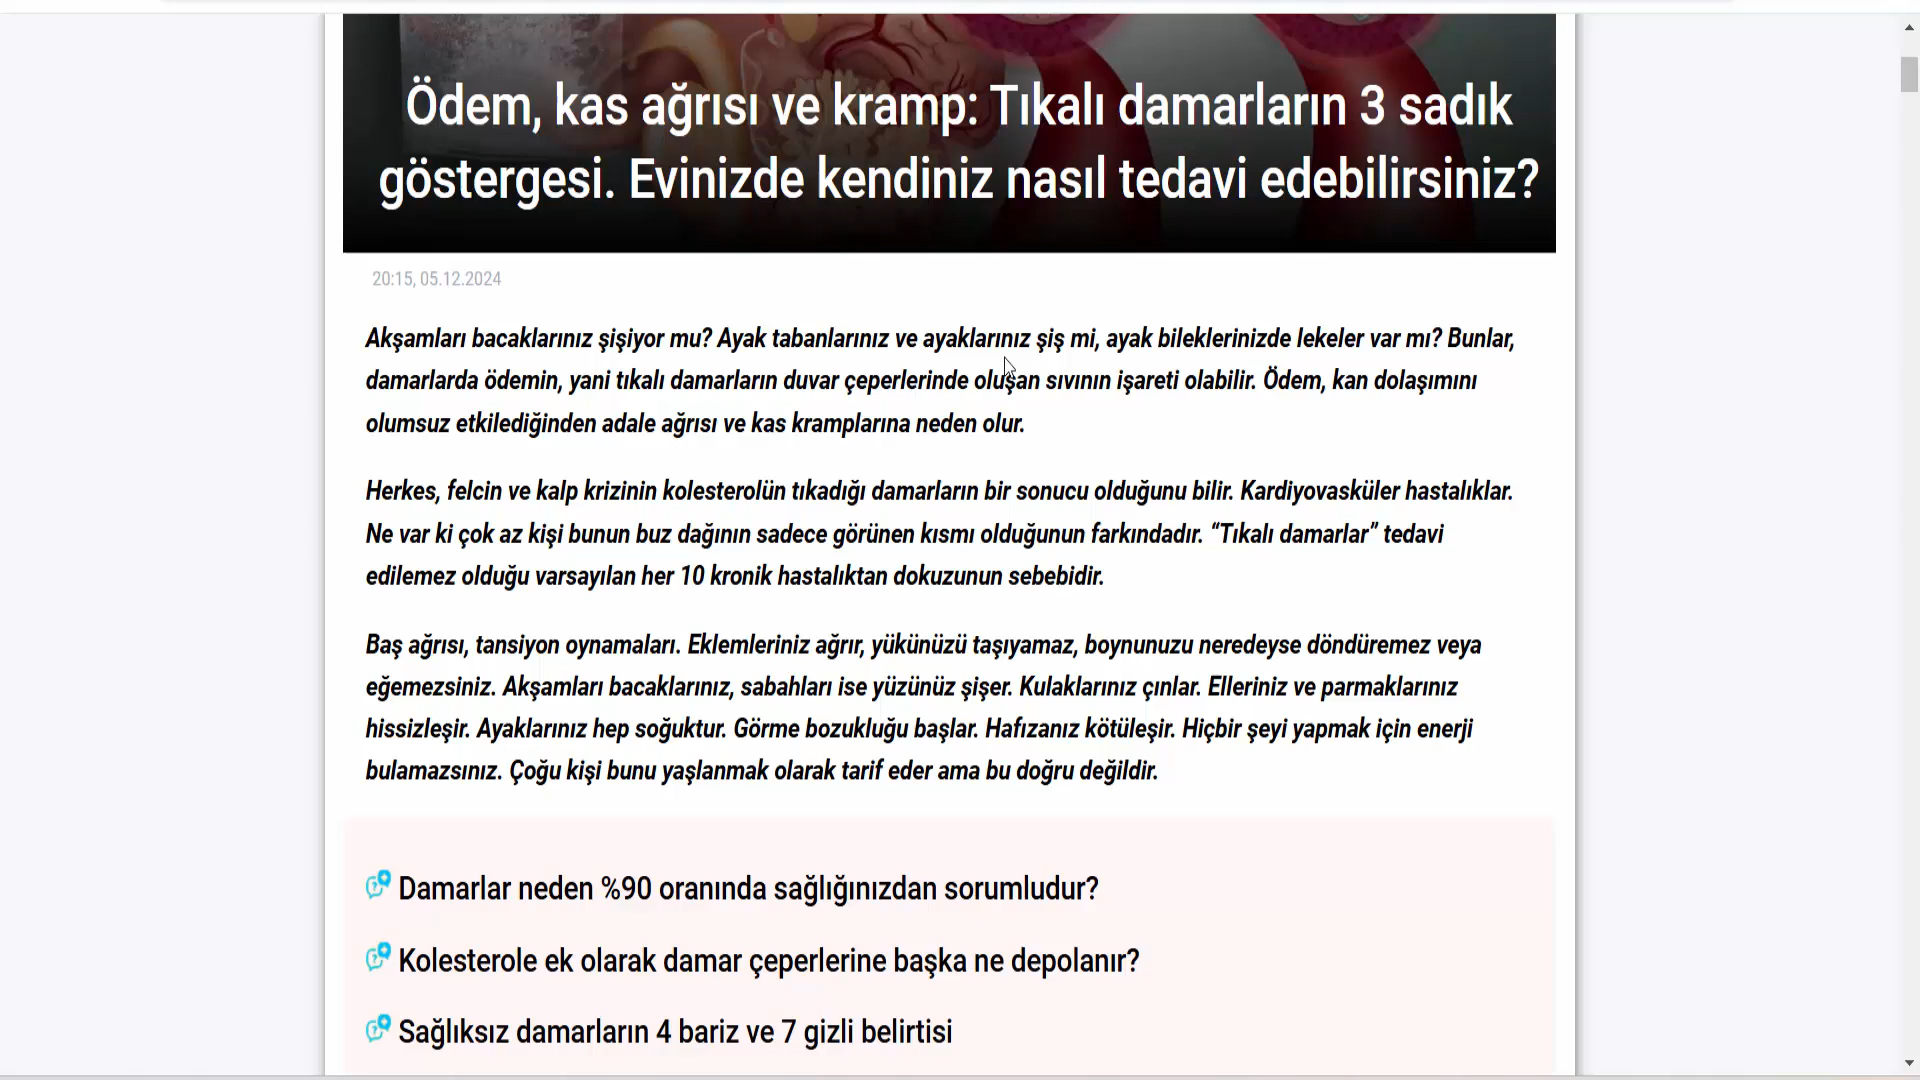 Ödem, kas ağrısı ve kramp: Tıkalı damarların 3 sadık
göstergesi. Evinizde kendiniz nasıl tedavi edebilirsiniz?
20:15, 05.12.2024
Akşamları bacaklarınız şişiyor mu? Ayak tabanlarınız ve ayaklarınız şiş mi, ayak bileklerinizde lekeler var mı? Bunlar,
damarlarda ödemin, yani tıkalı damarların duvar çeperlerinde oluşan sıvının işareti olabilir. Ödem, kan dolaşımını
olumsuz etkilediğinden adale ağrısı ve kas kramplarına neden olur.
Herkes, felcin ve kalp krizinin kolesterolün tıkadığı damarların bir sonucu olduğunu bilir. Kardiyovasküler hastalıklar.
Ne var ki çok az kişi bunun buz dağının sadece görünen kısmı olduğunun farkındadır. “Tıkalı damarlar” tedavi
edilemez olduğu varsayılan her 10 kronik hastalıktan dokuzunun sebebidir.
Baş ağrısı, tansiyon oynamaları. Eklemleriniz ağrır, yükünüzü taşıyamaz, boynunuzu neredeyse döndüremez veya
eğemezsiniz. Akşamları bacaklarınız, sabahları ise yüzünüz şişer. Kulaklarınız çınlar. Elleriniz ve parmaklarınız
hissizleşir. Ayaklarınız hep soğuktur. Görme bozukluğu başlar. Hafızanız kötüleşir. Hiçbir şeyi yapmak için enerji
bulamazsınız. Çoğu kişi bunu yaşlanmak olarak tarif eder ama bu doğru değildir.
Damarlar neden %90 oranında sağlığınızdan sorumludur?
Kolesterole ek olarak damar çeperlerine başka ne depolanır?
Sağlıksız damarların 4 bariz ve 7 gizli belirtisi